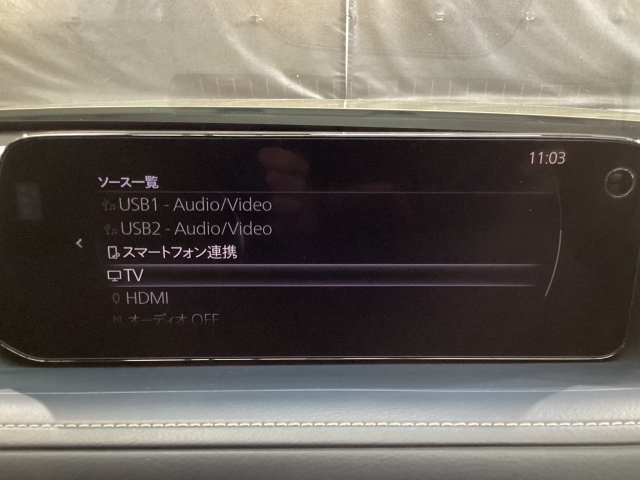 11:03
ソース一覧
USB1 - Audio/Video
USB2 - Audio/Video
スマートフォン連携
TV
HDMI
オーディオ OFF